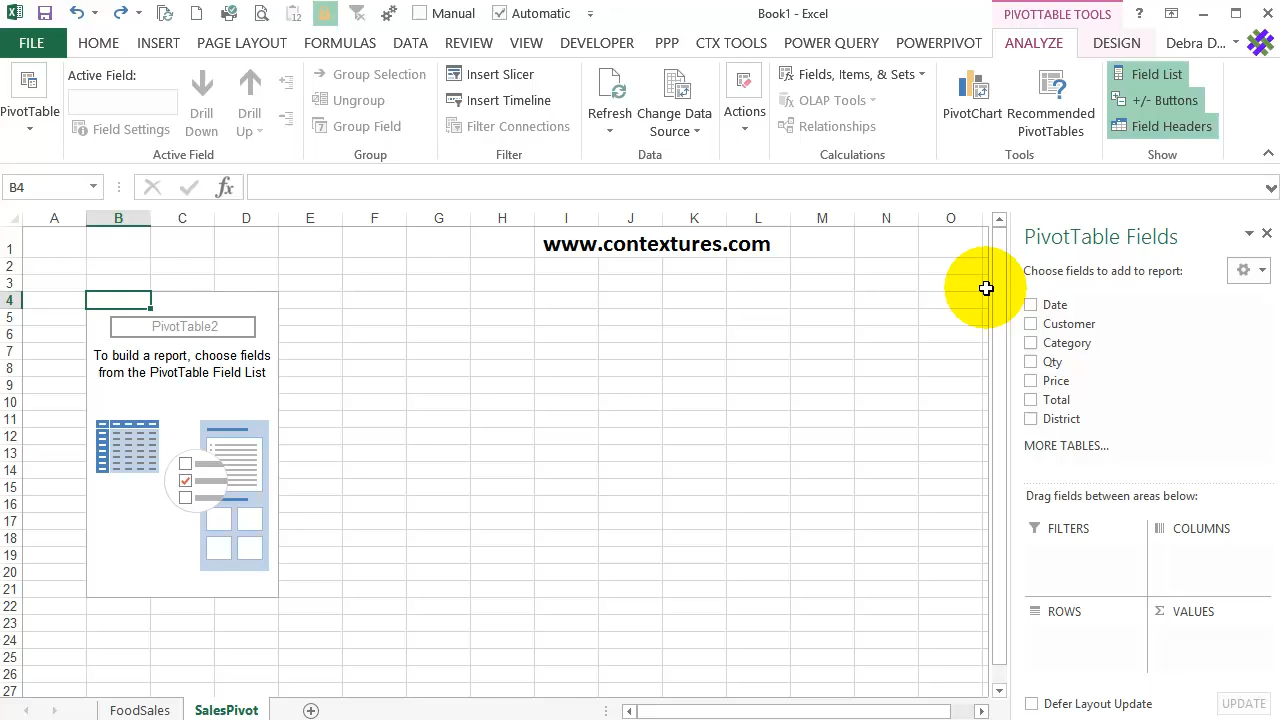 Manual
Automatic
Book1 - Excel
PIVOTTABLE TOOLS
?
FILE HOME INSERT PAGE LAYOUT FORMULAS DATA REVIEW VIEW DEVELOPER PPP CTX TOOLS POWER QUERY POWERPIVOT ANALYZE DESIGN Debra D...
PivotTable
Active Field:
Field Settings
Drill Down
Drill Up
Active Field
Group Selection
Ungroup
Group Field
Group
Insert Slicer
Insert Timeline
Filter Connections
Filter
Refresh
Change Data Source
Data
Actions
Fields, Items, & Sets
OLAP Tools
Relationships
Calculations
PivotChart
Recommended PivotTables
Tools
Field List
+/- Buttons
Field Headers
Show
B4
fx
A B C D E F G H I J K L M N O
1
2
3
4
5
6
7
8
9
10
11
12
13
14
15
16
17
18
19
20
21
22
23
24
25
26
27
www.contextures.com
PivotTable2
To build a report, choose fields
from the PivotTable Field List
PivotTable Fields
Choose fields to add to report:
Date
Customer
Category
Qty
Price
Total
District
MORE TABLES...
Drag fields between areas below:
FILTERS
COLUMNS
ROWS
Σ VALUES
Defer Layout Update
UPDATE
FoodSales
SalesPivot